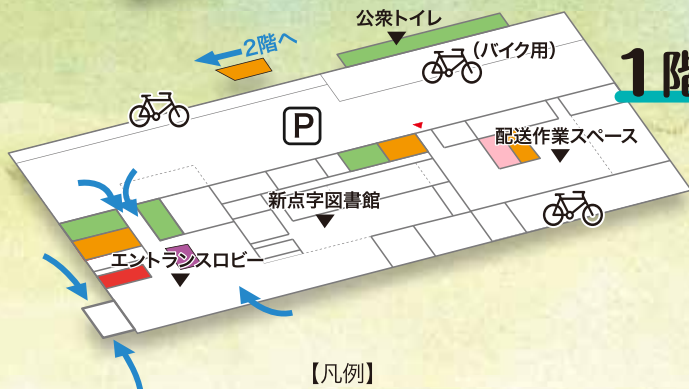 公衆トイレ
2階へ
(バイク用)
1階
P
配送作業スペース
新点字図書館
エントランスロビー
【凡例】